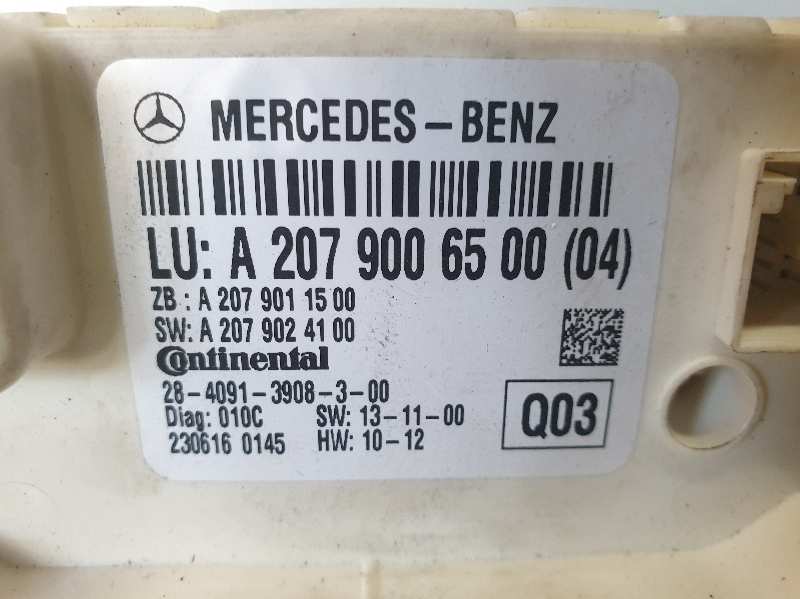 MERCEDES-BENZ
LU: A 207 900 65 00 (04)
ZB : A 207 901 15 00
SW: A 207 902 41 00
Continental
28-4091-3908-3-00
Diag: 010C SW: 13-11-00
230616 0145 HW: 10-12
Q03